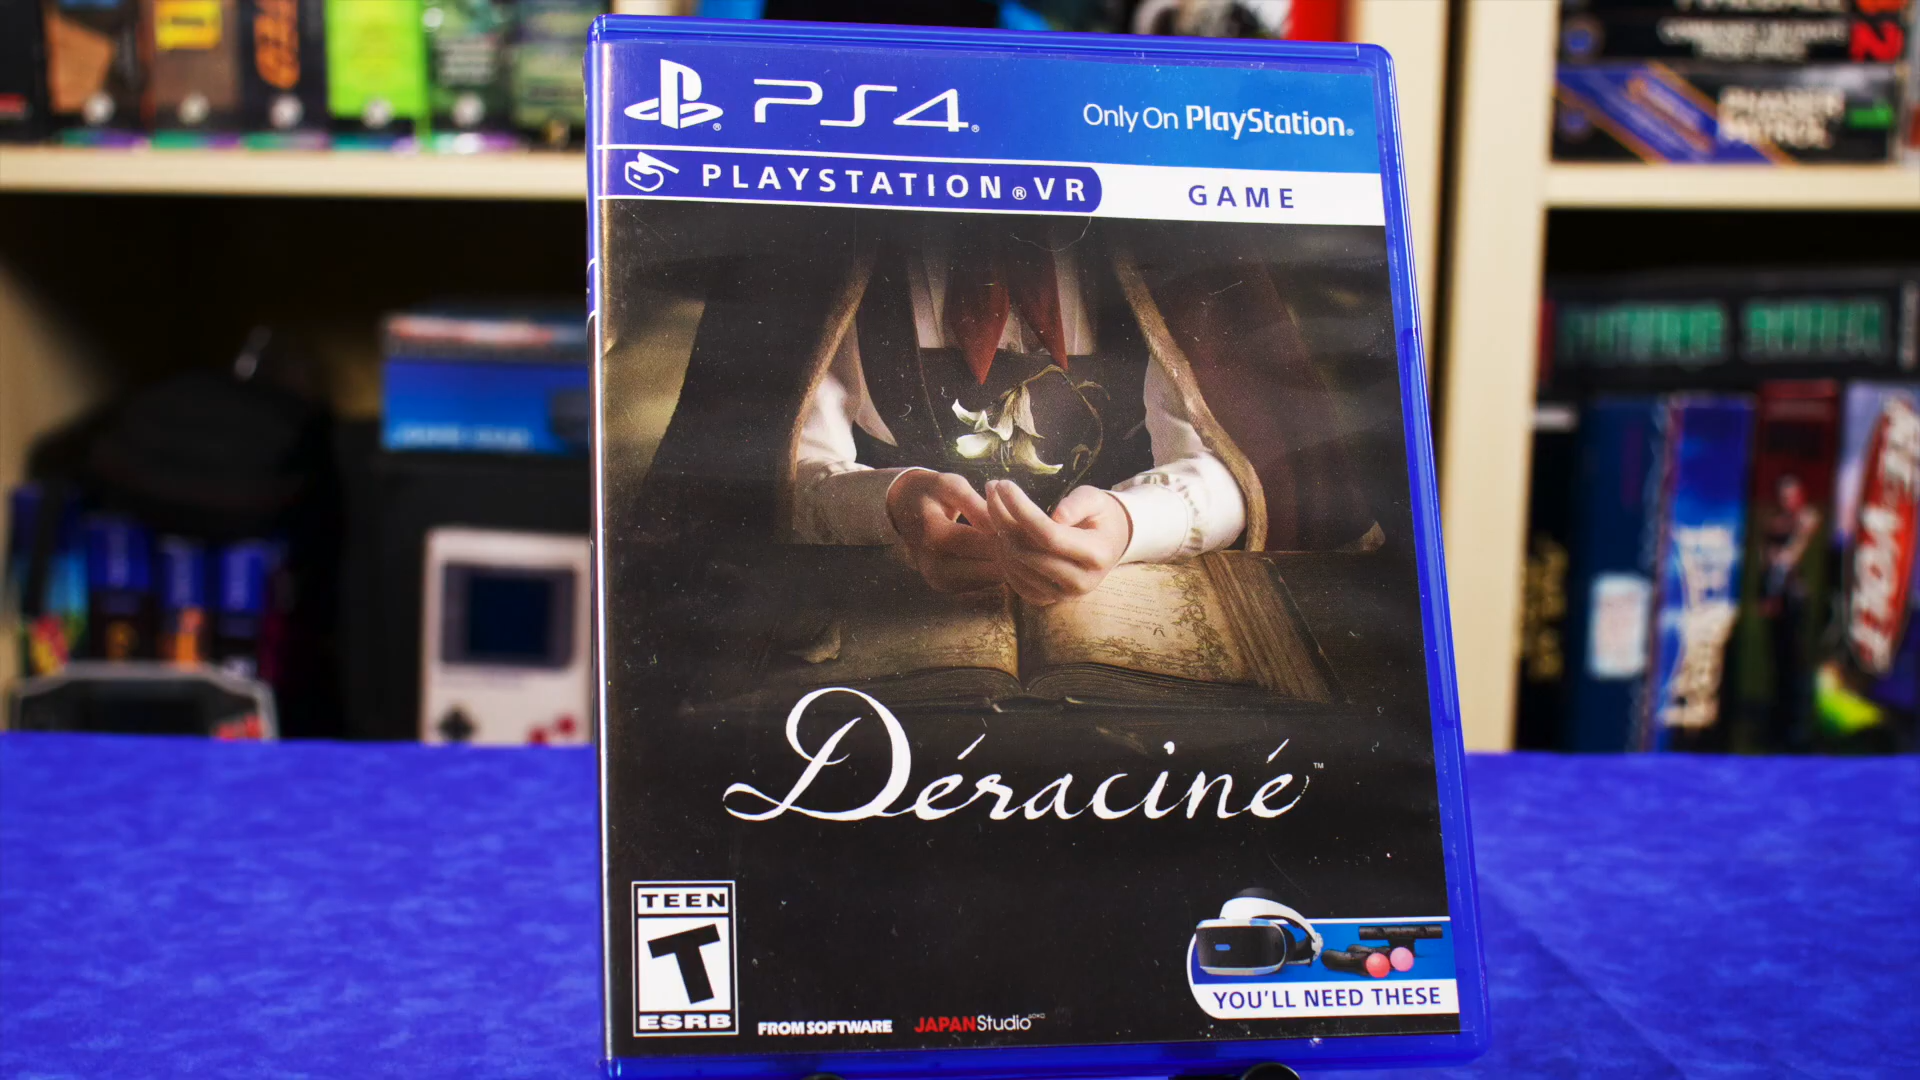 PS4
Only On PlayStation
PLAYSTATION®VR
GAME
Déraciné™
TEEN
T
ESRB
FROMSOFTWARE
JAPANStudio
YOU'LL NEED THESE